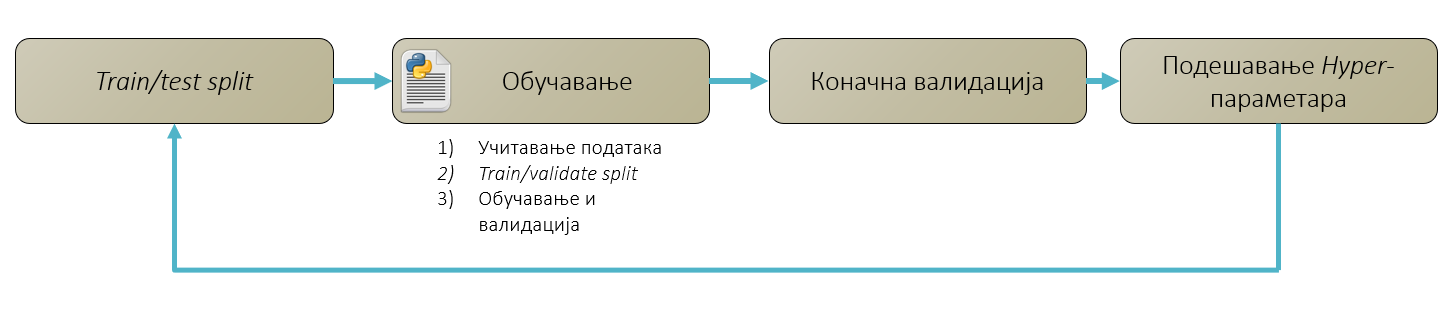 Train/test split
Обучавање
Коначна валидација
Подешавање Hyper-
параметара
1) Учитавање података
2) Train/validate split
3) Обучавање и
валидација